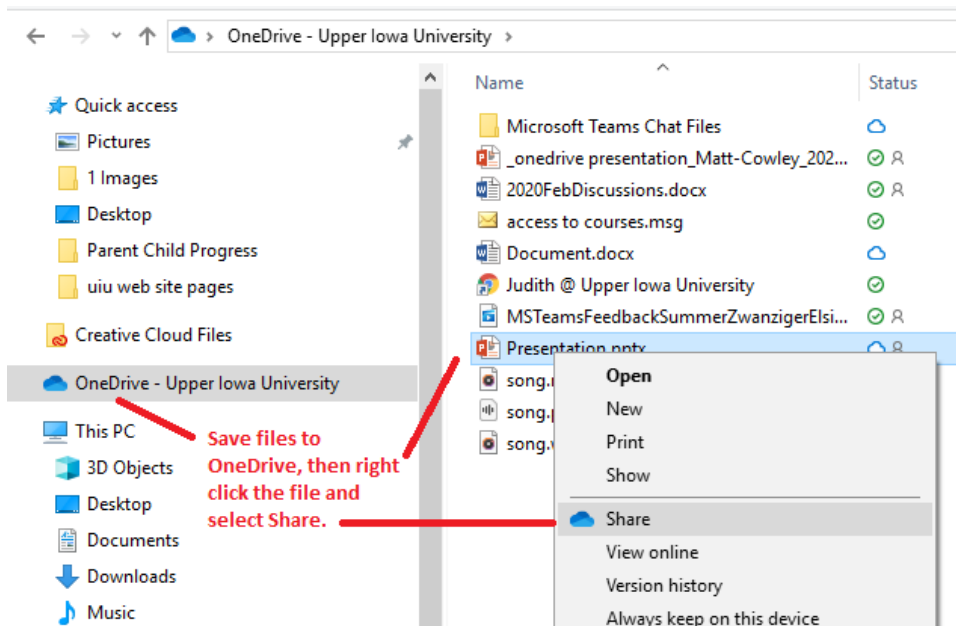 OneDrive - Upper Iowa University
Quick access
Pictures
1 Images
Desktop
Parent Child Progress
uiu web site pages
Creative Cloud Files
OneDrive - Upper Iowa University
This PC
3D Objects
Desktop
Documents
Downloads
Music
Name Status
Microsoft Teams Chat Files
_onedrive presentation_Matt-Cowley_202...
2020FebDiscussions.docx
access to courses.msg
Document.docx
Judith @ Upper Iowa University
MSTeamsFeedbackSummerZwanzigerElsi...
Presentation.pptx
song.
song.
song.
Open
New
Print
Show
Share
View online
Version history
Always keep on this device
Save files to
OneDrive, then right
click the file and
select Share.